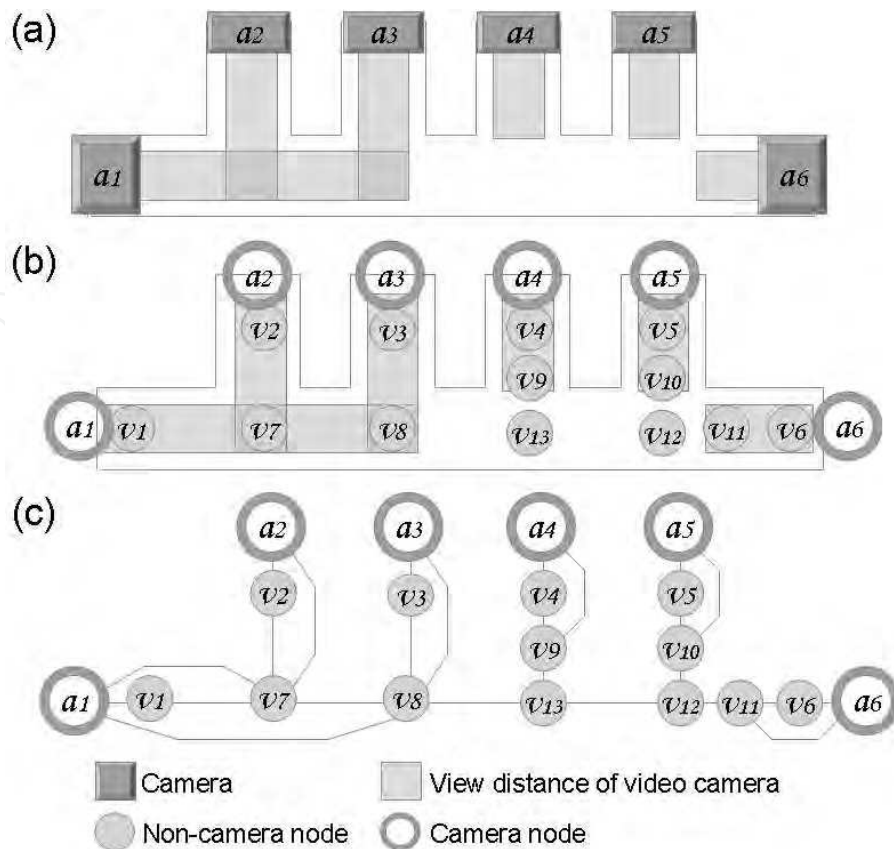 (a)
a2 a3 a4 a5
a1 a6
(b)
a2 a3 a4 a5
v2 v3 v4 v5
v9 v10
a1 v1 v7 v8 v13 v12 v11 v6 a6
(c)
a2 a3 a4 a5
v2 v3 v4 v5
v9 v10
a1 v1 v7 v8 v13 v12 v11 v6 a6
Camera View distance of video camera
Non-camera node Camera node